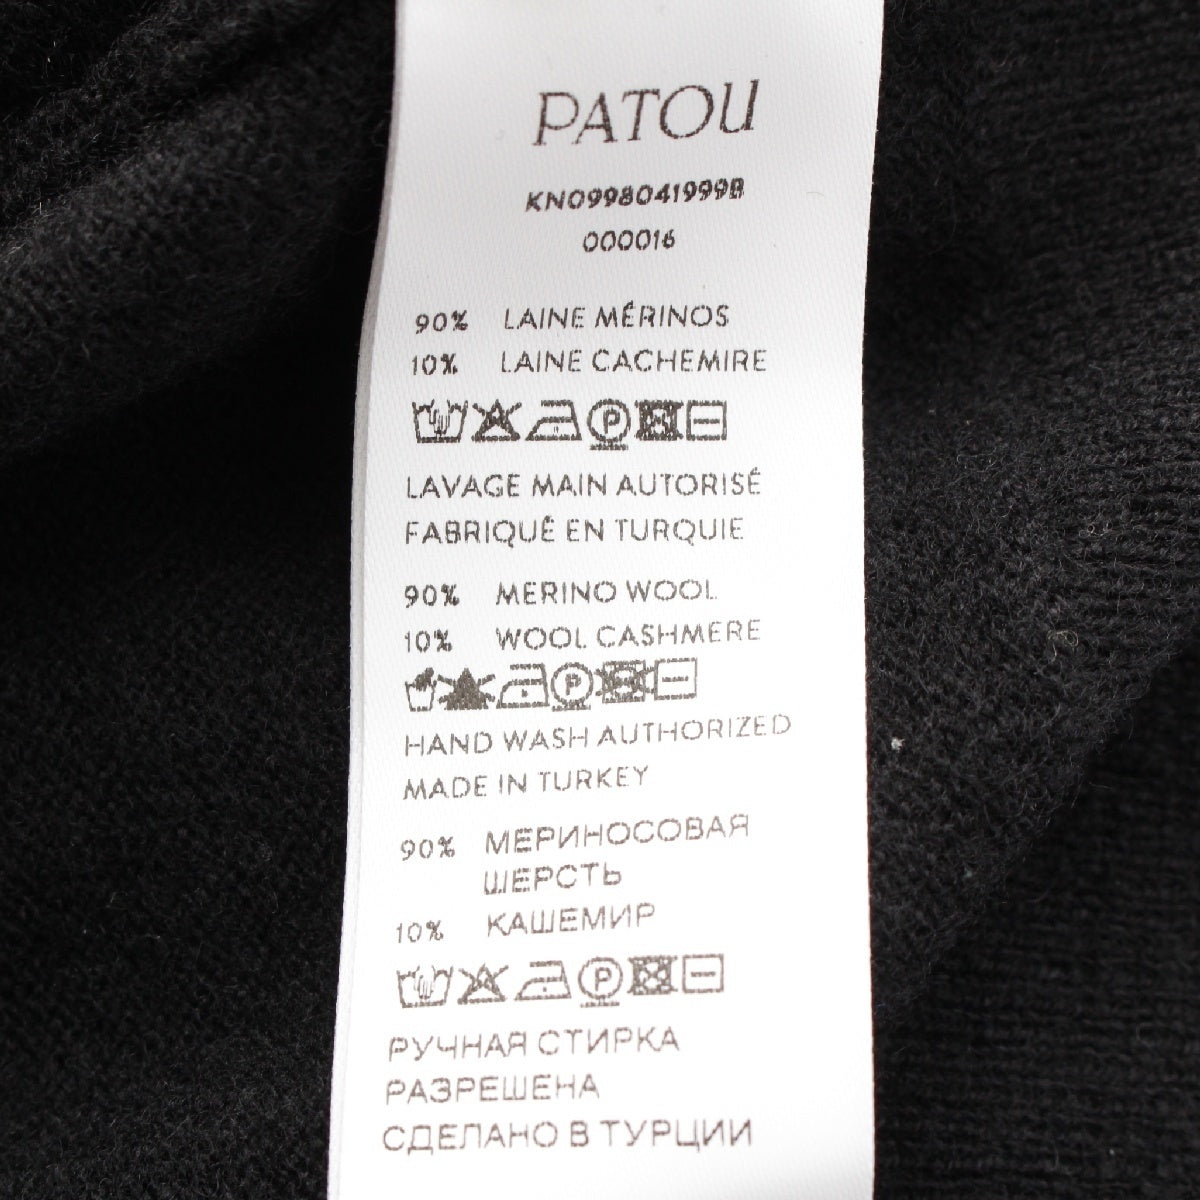 PATOU
KN0998041999B
000016
90% LAINE MÉRINOS
10% LAINE CACHEMIRE
P
LAVAGE MAIN AUTORISÉ
FABRIQUÉ EN TURQUIE
90% MERINO WOOL
10% WOOL CASHMERE
P
HAND WASH AUTHORIZED
MADE IN TURKEY
90% МЕРИНОСОВАЯ
ШЕРСТЬ
10% КАШЕМИР
P
РУЧНАЯ СТИРКА
РАЗРЕШЕНА
СДЕЛАНО В ТУРЦИИ